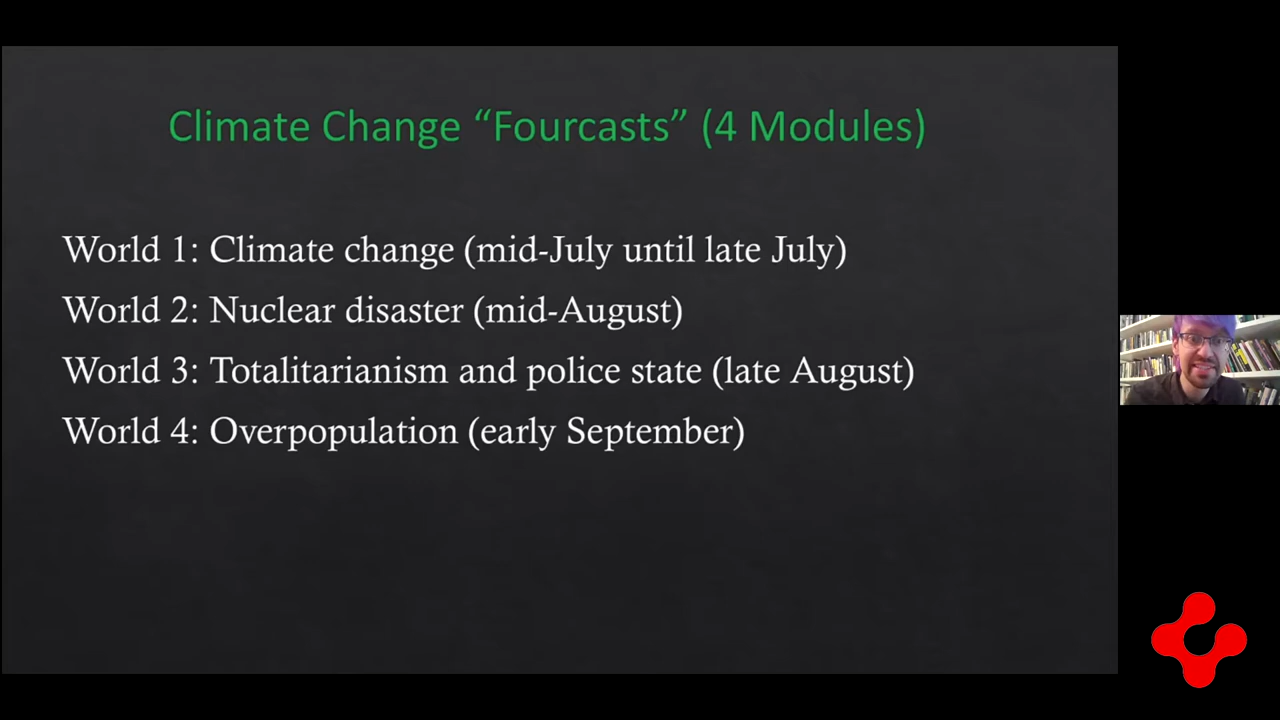 Climate Change “Fourcasts” (4 Modules)
World 1: Climate change (mid-July until late July)
World 2: Nuclear disaster (mid-August)
World 3: Totalitarianism and police state (late August)
World 4: Overpopulation (early September)